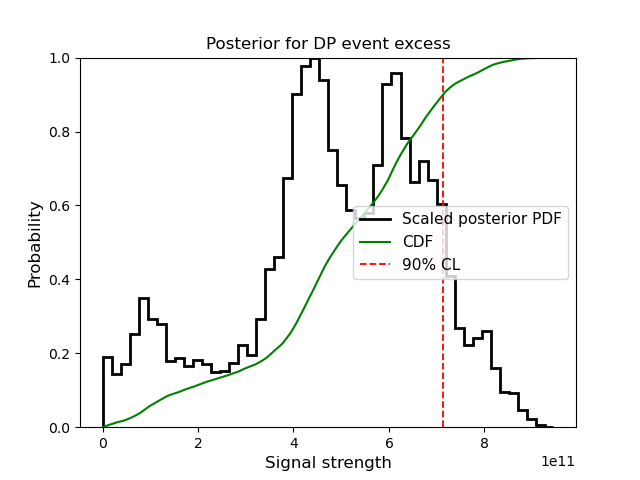 Posterior for DP event excess
1.0
0.8
0.6
0.4
0.2
0.0
Probability
Scaled posterior PDF
CDF
90% CL
0
2
4
6
8
1e11
Signal strength